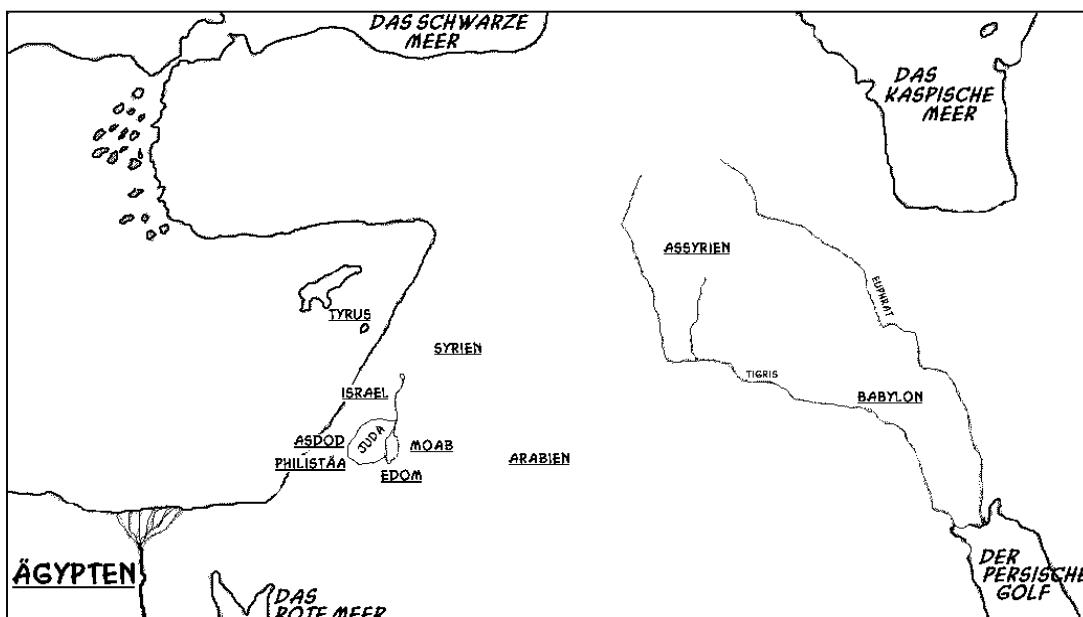 DAS SCHWARZE
MEER
DAS
KASPISCHE
MEER
ASSYRIEN
EUPHRAT
TYRUS
SYRIEN
TIGRIS
ISRAEL
BABYLON
JUDA
ASDOD
MOAB
PHILISTÄA
ARABIEN
EDOM
ÄGYPTEN
DER
PERSISCHE
GOLF
DAS
ROTE MEER